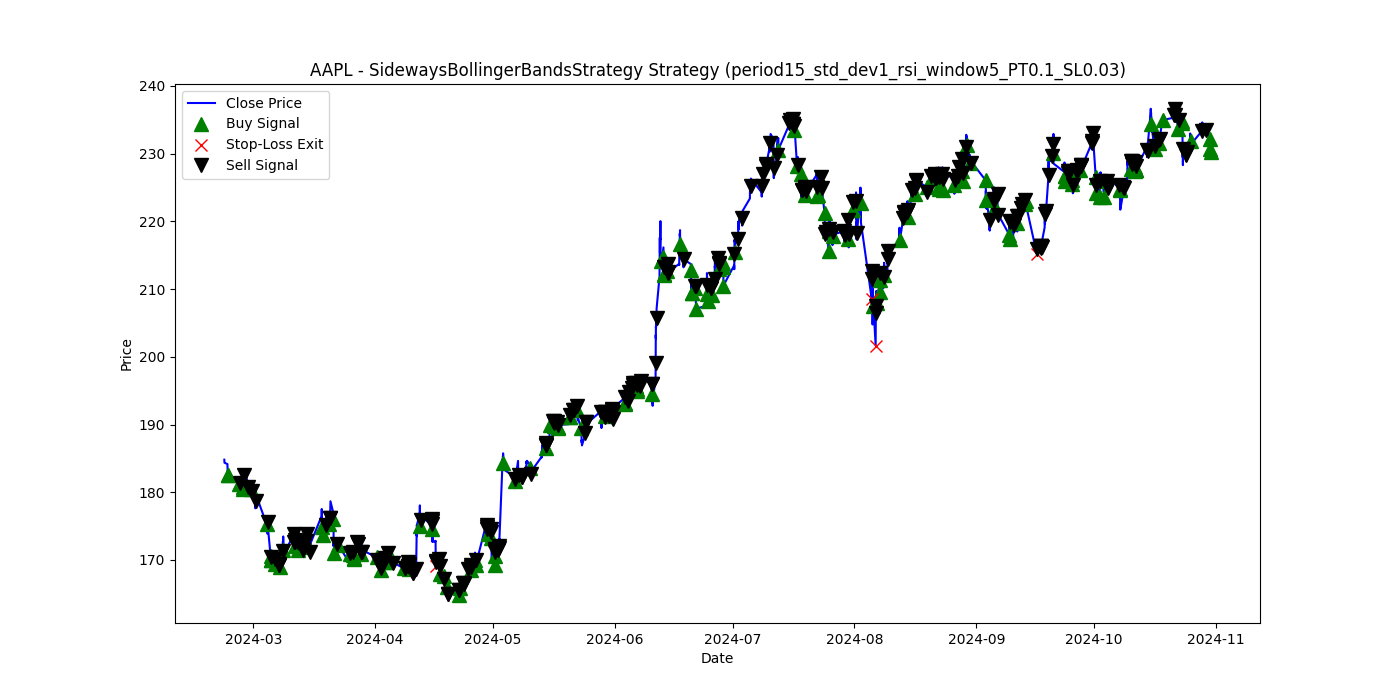 AAPL - SidewaysBollingerBandsStrategy Strategy (period15_std_dev1_rsi_window5_PT0.1_SL0.03)
Close Price
Buy Signal
Stop-Loss Exit
Sell Signal
240
230
220
210
200
190
180
170
Price
2024-03
2024-04
2024-05
2024-06
2024-07
2024-08
2024-09
2024-10
2024-11
Date